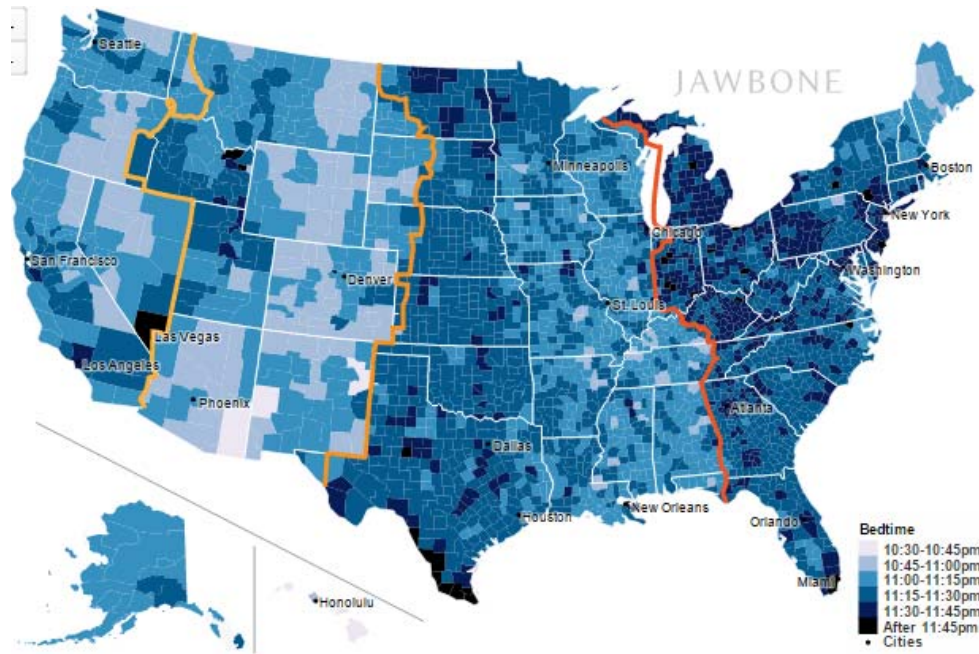 Seattle
JAWBONE
Minneapolis
Boston
New York
Chicago
San Francisco
Denver
Washington
St. Louis
Las Vegas
Los Angeles
Phoenix
Atlanta
Dallas
Houston
New Orleans
Orlando
Miami
Honolulu
Bedtime
10:30-10:45pm
10:45-11:00pm
11:00-11:15pm
11:15-11:30pm
11:30-11:45pm
After 11:45pm
Cities